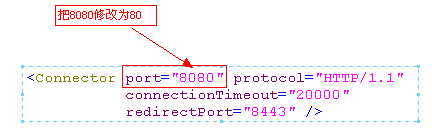 把8080修改为80
<Connector port="8080" protocol="HTTP/1.1"
connectionTimeout="20000"
redirectPort="8443" />